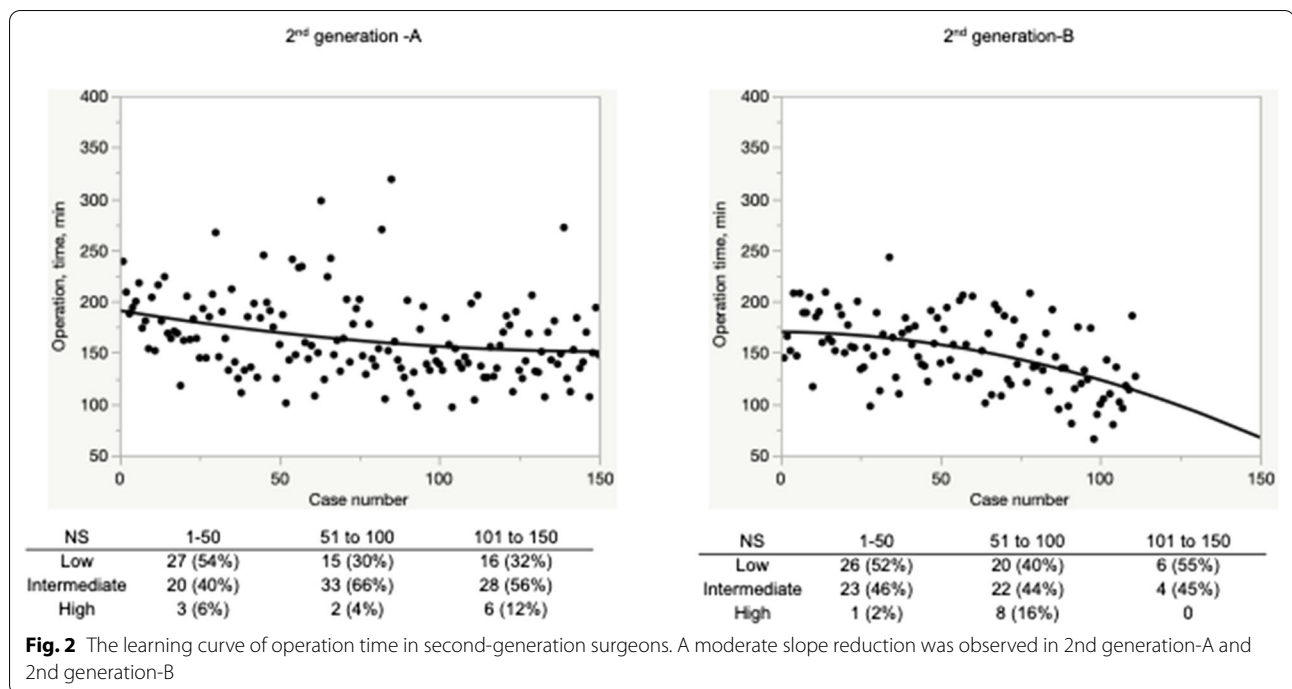 2nd generation -A
400
350
300
250
200
150
100
50
Operation, time, min
0 50 100 150
Case number
NS 1-50 51 to 100 101 to 150
Low 27 (54%) 15 (30%) 16 (32%)
Intermediate 20 (40%) 33 (66%) 28 (56%)
High 3 (6%) 2 (4%) 6 (12%)
2nd generation-B
400
350
300
250
200
150
100
50
Operation time, min
0 50 100 150
Case number
NS 1-50 51 to 100 101 to 150
Low 26 (52%) 20 (40%) 6 (55%)
Intermediate 23 (46%) 22 (44%) 4 (45%)
High 1 (2%) 8 (16%) 0
Fig. 2 The learning curve of operation time in second-generation surgeons. A moderate slope reduction was observed in 2nd generation-A and
2nd generation-B